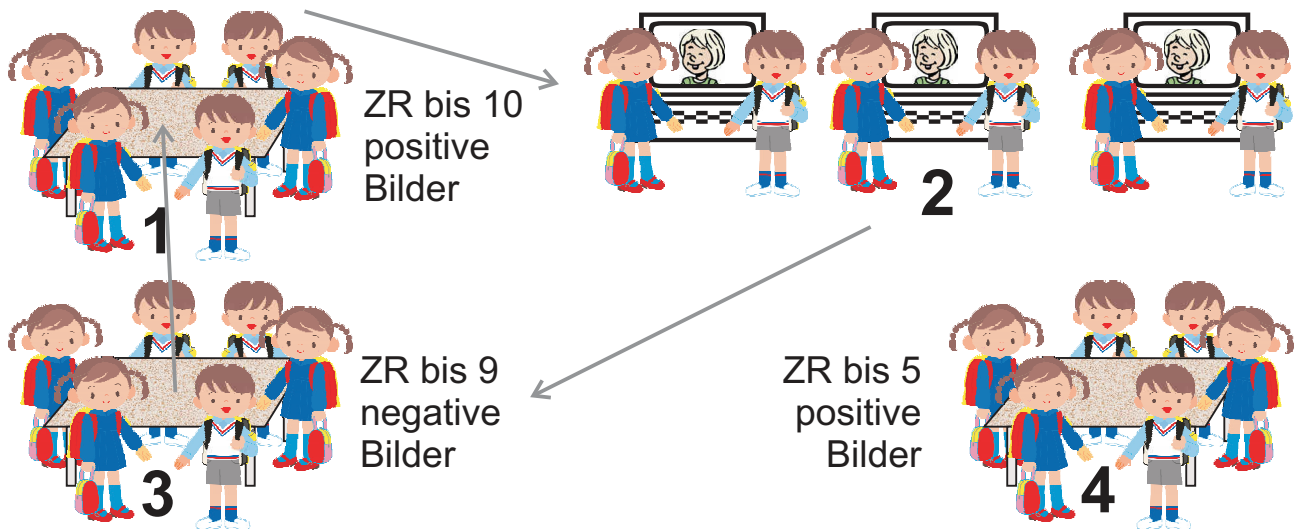 ZR bis 10
positive
Bilder
1
2
ZR bis 9
negative
Bilder
3
ZR bis 5
positive
Bilder
4